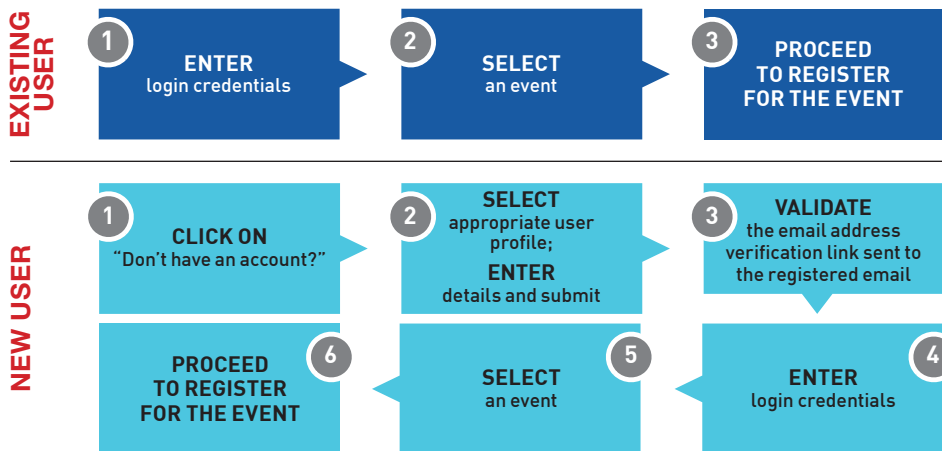 EXISTING
USER
1
ENTER
login credentials
2
SELECT
an event
3
PROCEED
TO REGISTER
FOR THE EVENT
NEW USER
1
CLICK ON
“Don’t have an account?”
2
SELECT
appropriate user
profile;
ENTER
details and submit
3
VALIDATE
the email address
verification link sent to
the registered email
4
ENTER
login credentials
5
SELECT
an event
6
PROCEED
TO REGISTER
FOR THE EVENT